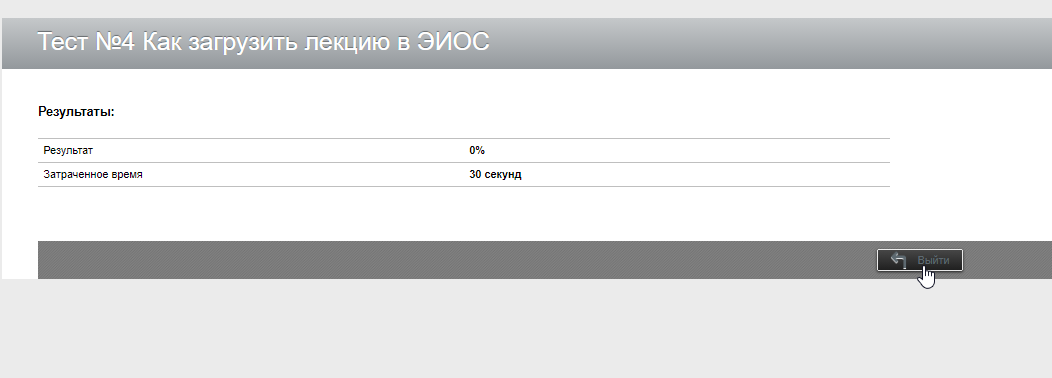 Тест №4 Как загрузить лекцию в ЭИОС
Результаты:
Результат 0%
Затраченное время 30 секунд
Выйти